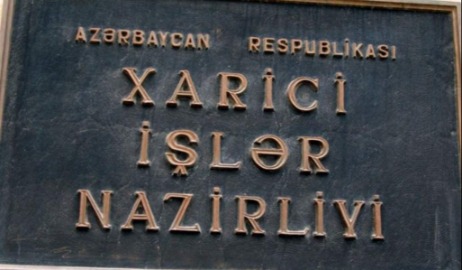 AZƏRBAYCAN RESPUBLİKASI
XARİCİ
İŞLƏR
NAZİRLİYİ